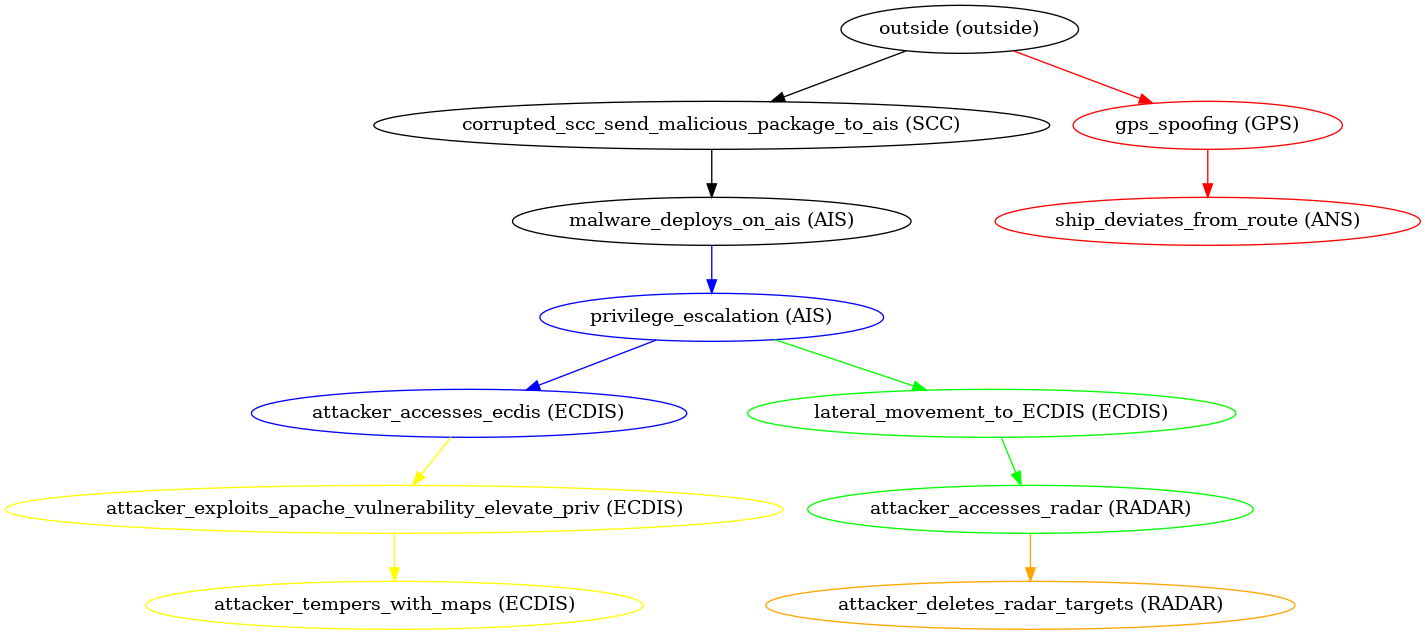 outside (outside)
corrupted_scc_send_malicious_package_to_ais (SCC)
gps_spoofing (GPS)
malware_deploys_on_ais (AIS)
ship_deviates_from_route (ANS)
privilege_escalation (AIS)
attacker_accesses_ecdis (ECDIS)
lateral_movement_to_ECDIS (ECDIS)
attacker_exploits_apache_vulnerability_elevate_priv (ECDIS)
attacker_accesses_radar (RADAR)
attacker_tempers_with_maps (ECDIS)
attacker_deletes_radar_targets (RADAR)